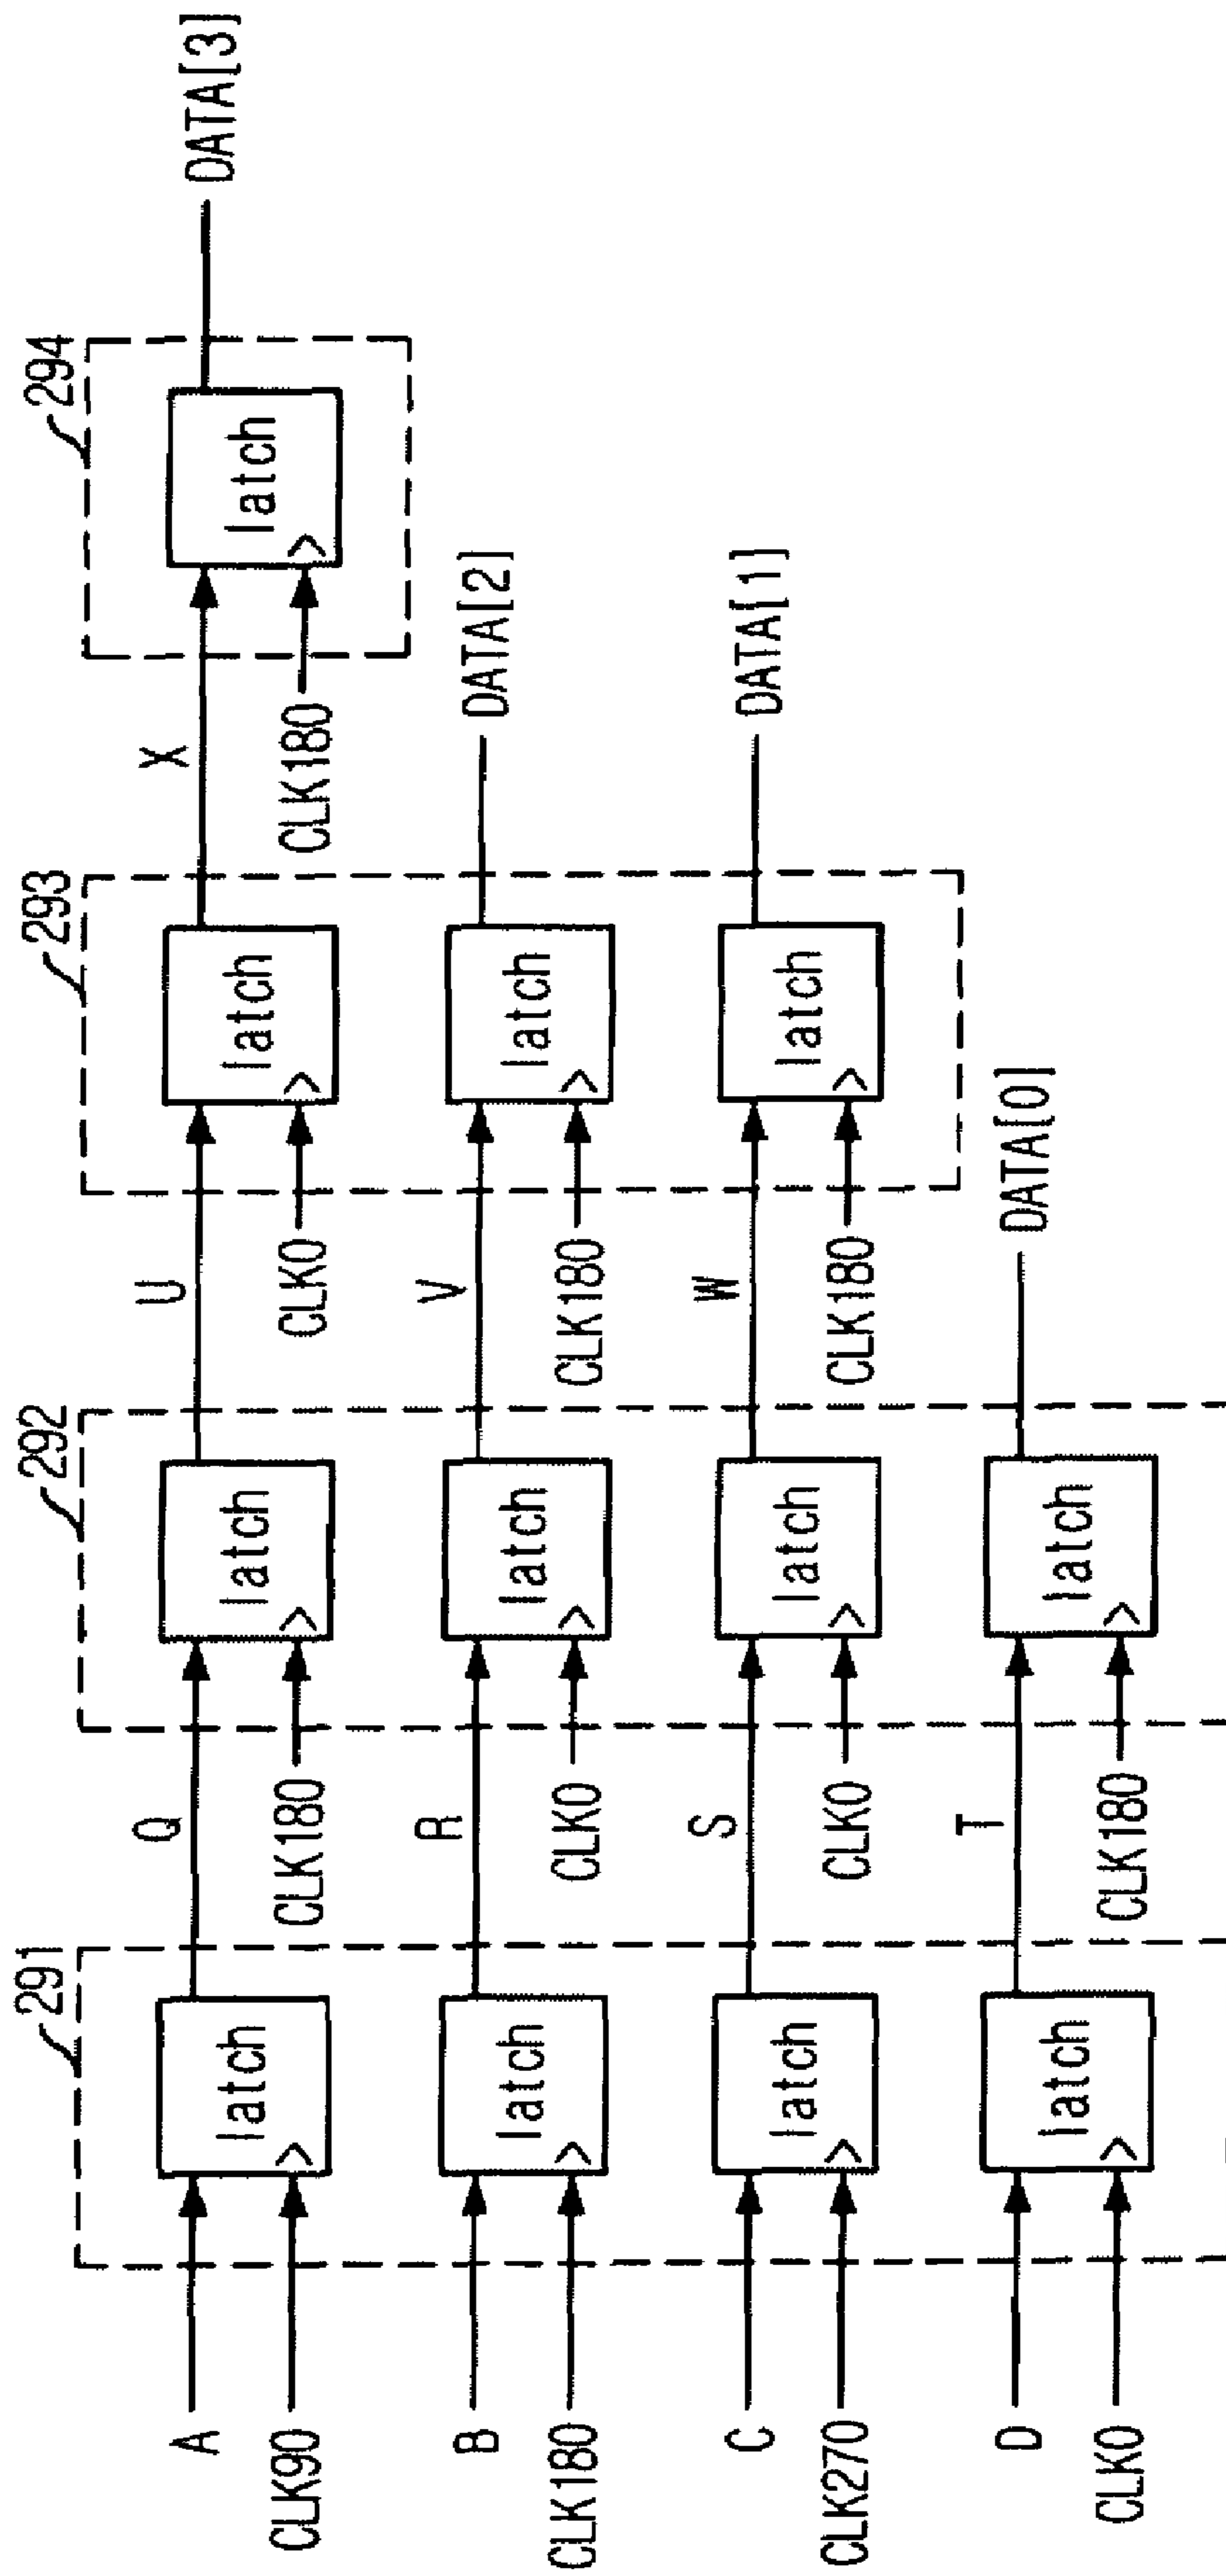 291
292
293
294
A
latch
Q
latch
U
latch
X
latch
DATA[3]
CLK90
CLK180
CLK0
CLK180
B
latch
R
latch
V
latch
DATA[2]
CLK180
CLK0
CLK180
C
latch
S
latch
W
latch
DATA[1]
CLK270
CLK0
CLK180
D
latch
T
latch
DATA[0]
CLK0
CLK180